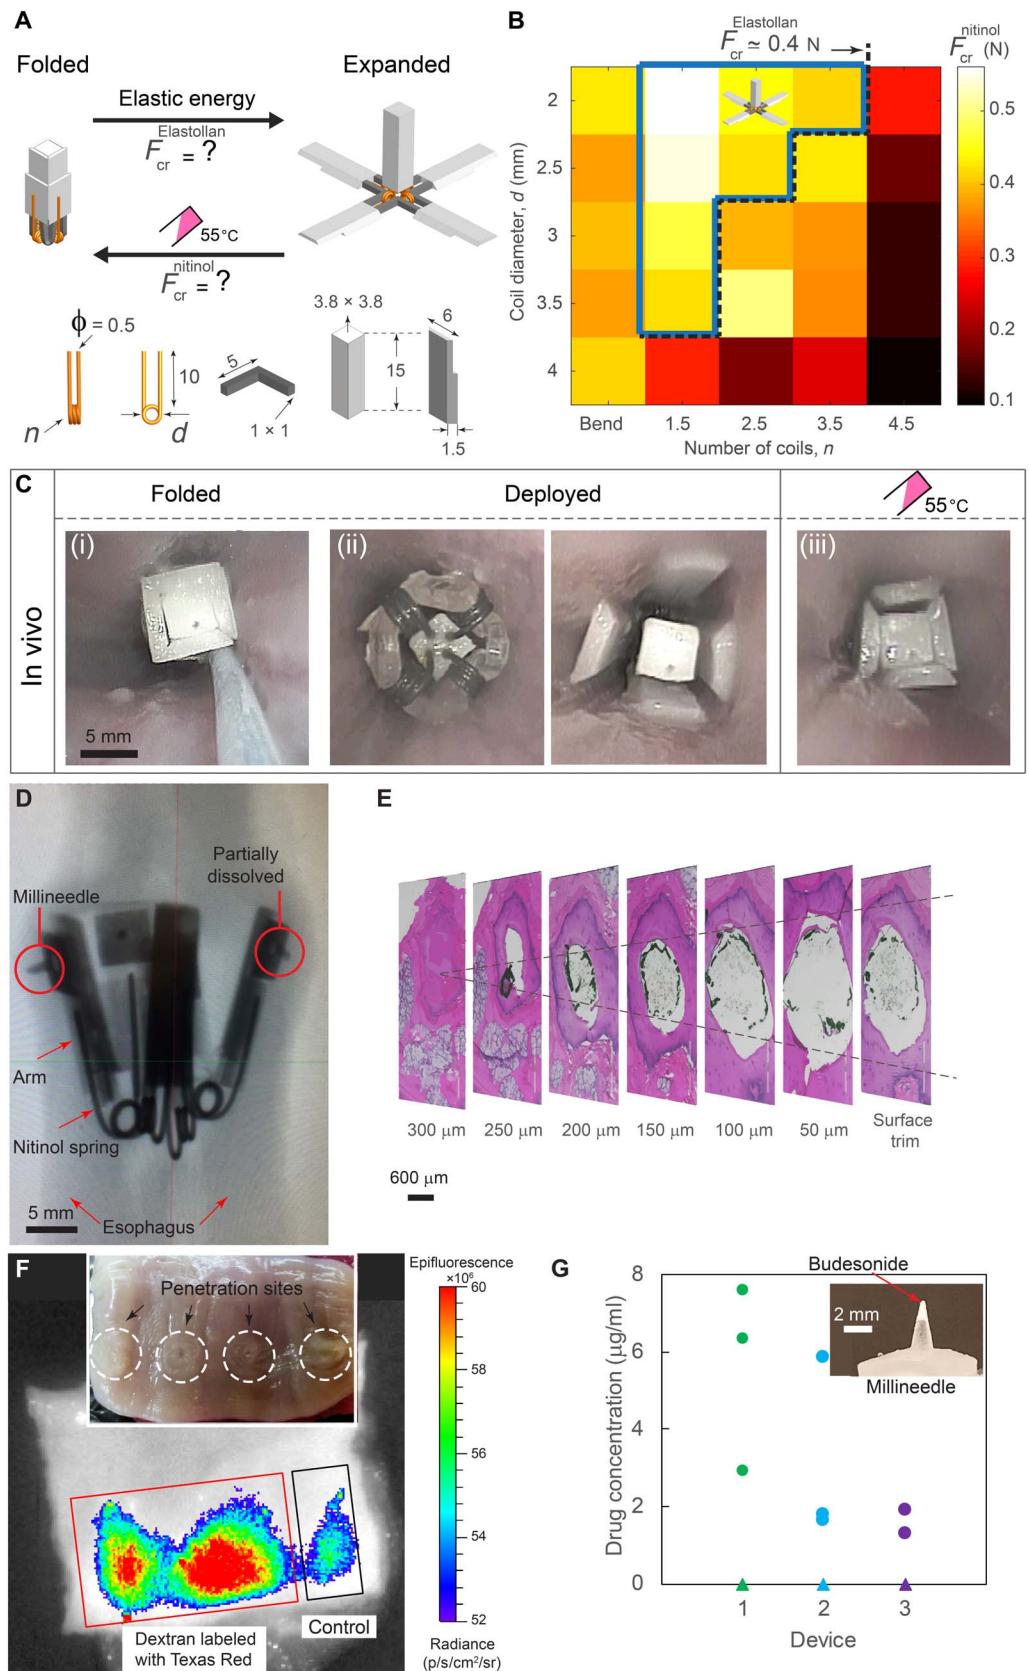 A
Folded
Expanded
Elastic energy
Elastollan
Fcr = ?
55°C
nitinol
Fcr = ?
ϕ = 0.5
10
n
d
5
1 × 1
3.8 × 3.8
15
6
1.5
B
Elastollan
Fcr ≃ 0.4 N
nitinol
Fcr (N)
Coil diameter, d (mm)
2
2.5
3
3.5
4
Bend
1.5
2.5
3.5
4.5
Number of coils, n
0.5
0.4
0.3
0.2
0.1
C
Folded
Deployed
55°C
In vivo
(i)
(ii)
(iii)
5 mm
D
Millineedle
Partially
dissolved
Arm
Nitinol spring
5 mm
Esophagus
E
300 μm
250 μm
200 μm
150 μm
100 μm
50 μm
Surface
trim
600 μm
F
Penetration sites
Dextran labeled
with Texas Red
Control
Epifluorescence
×10⁶
60
58
56
54
52
Radiance
(p/s/cm²/sr)
G
Budesonide
2 mm
Millineedle
Drug concentration (μg/ml)
8
6
4
2
0
1
2
3
Device